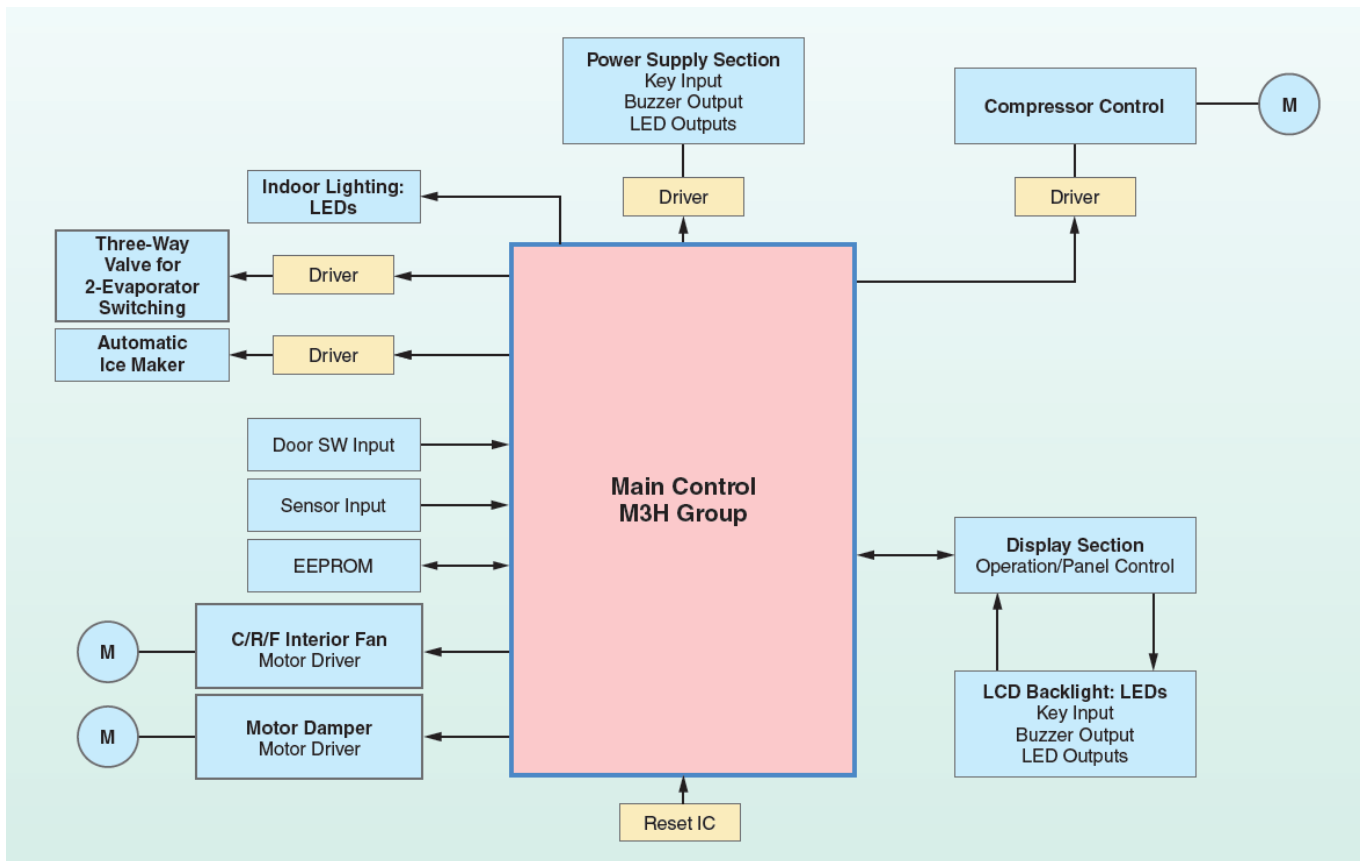 Power Supply Section
Key Input
Buzzer Output
LED Outputs
Compressor Control
M
Driver
Driver
Indoor Lighting:
LEDs
Three-Way
Valve for
2-Evaporator
Switching
Driver
Automatic
Ice Maker
Driver
Door SW Input
Sensor Input
EEPROM
Main Control
M3H Group
Display Section
Operation/Panel Control
C/R/F Interior Fan
Motor Driver
M
Motor Damper
Motor Driver
M
LCD Backlight: LEDs
Key Input
Buzzer Output
LED Outputs
Reset IC